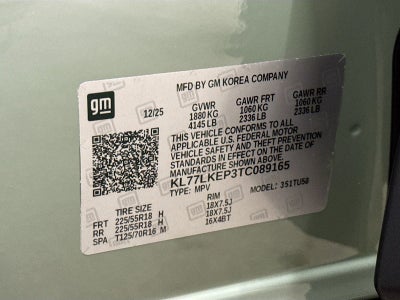 MFD BY GM KOREA COMPANY
gm
12/25 GVWR GAWR FRT GAWR RR
1880 KG 1060 KG 1060 KG
4145 LB 2336 LB 2336 LB
THIS VEHICLE CONFORMS TO ALL
APPLICABLE U.S. FEDERAL MOTOR
VEHICLE SAFETY AND THEFT PREVENTION
STANDARDS IN EFFECT ON THE DATE OF
MANUFACTURE SHOWN ABOVE.
KL77LKEP3TC089165
TYPE: MPV MODEL: 351TU58
TIRE SIZE RIM
FRT 225/55R18 H 18X7.5J
RR 225/55R18 H 18X7.5J
SPA T125/70R16 M 16X4BT